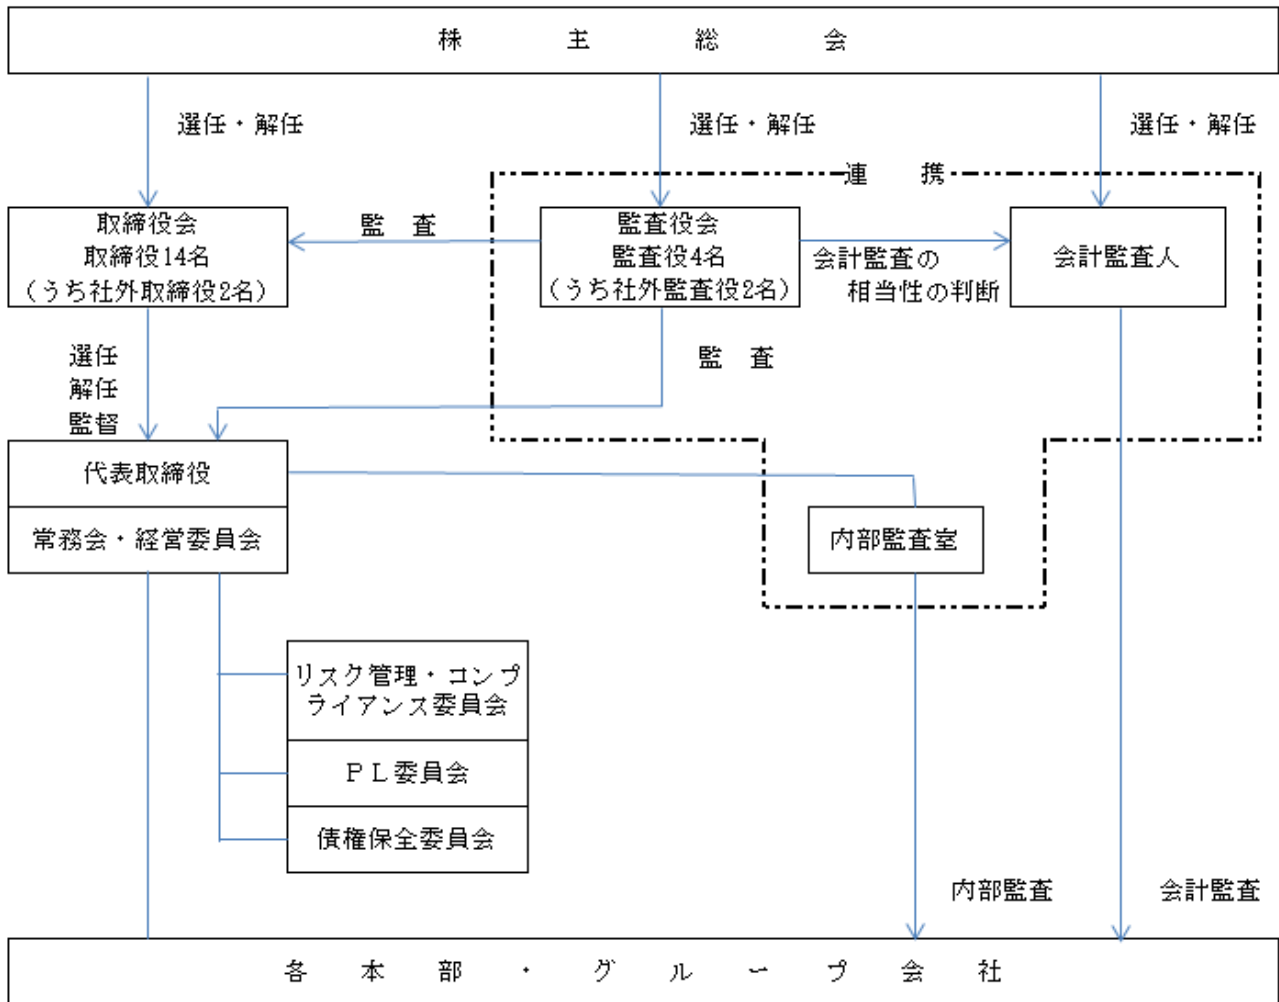 株主総会
選任・解任
選任・解任
選任・解任
連携
取締役会
取締役14名
(うち社外取締役2名)
監査
監査役会
監査役4名
(うち社外監査役2名)
会計監査の
相当性の判断
会計監査人
選任
解任
監督
監査
代表取締役
常務会・経営委員会
内部監査室
リスク管理・コンプ
ライアンス委員会
PL委員会
債権保全委員会
内部監査
会計監査
各本部・グループ会社